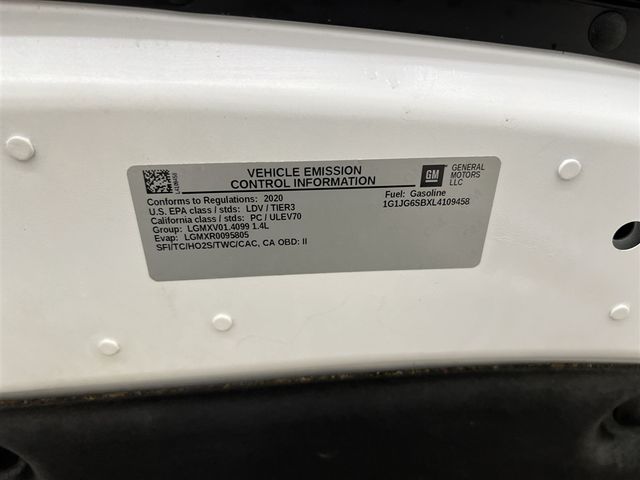 VEHICLE EMISSION
CONTROL INFORMATION
GM
GENERAL
MOTORS
LLC
Conforms to Regulations: 2020
Fuel: Gasoline
U.S. EPA class / stds: LDV / TIER3
1G1JG6SBXL4109458
California class / stds: PC / ULEV70
Group: LGMXV01.4099 1.4L
Evap: LGMXR0095805
SFI/TC/HO2S/TWC/CAC, CA OBD: II